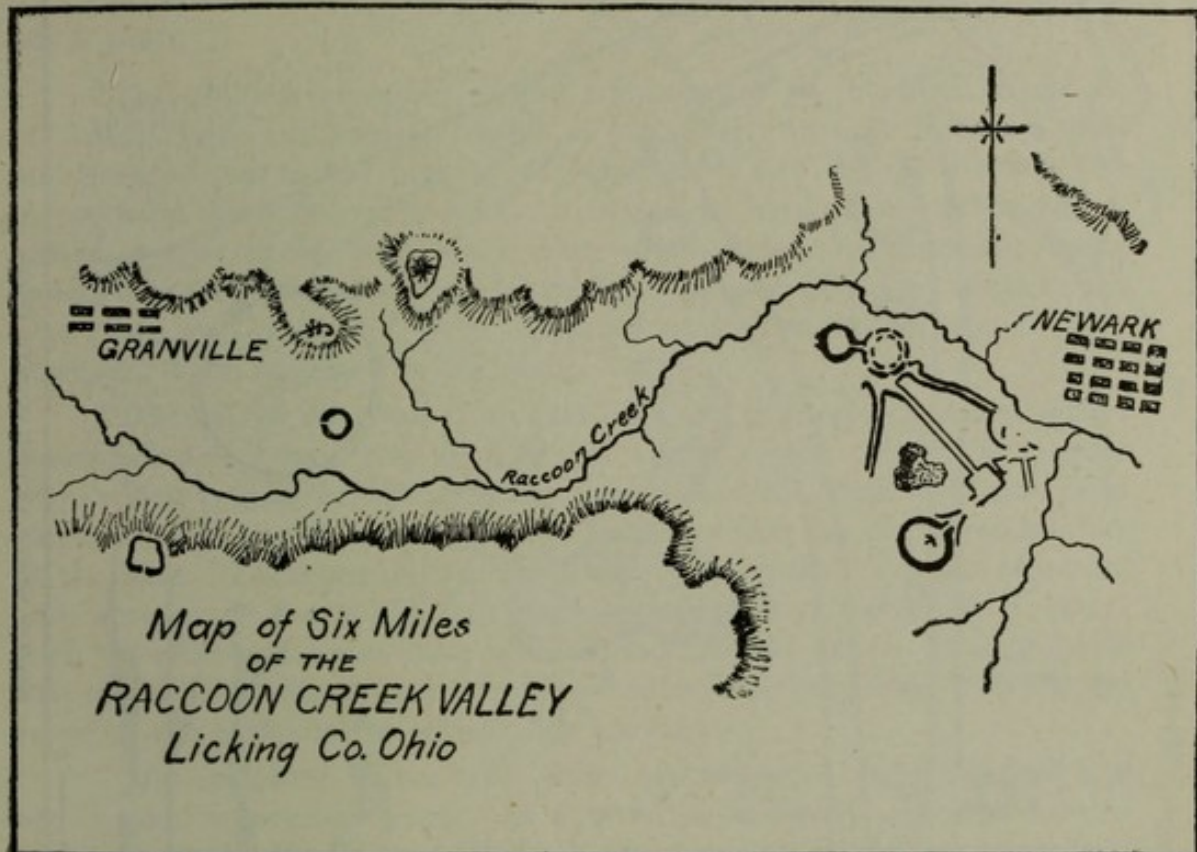 NEWARK
GRANVILLE
Raccoon Creek
Map of Six Miles
OF THE
RACCOON CREEK VALLEY
Licking Co. Ohio